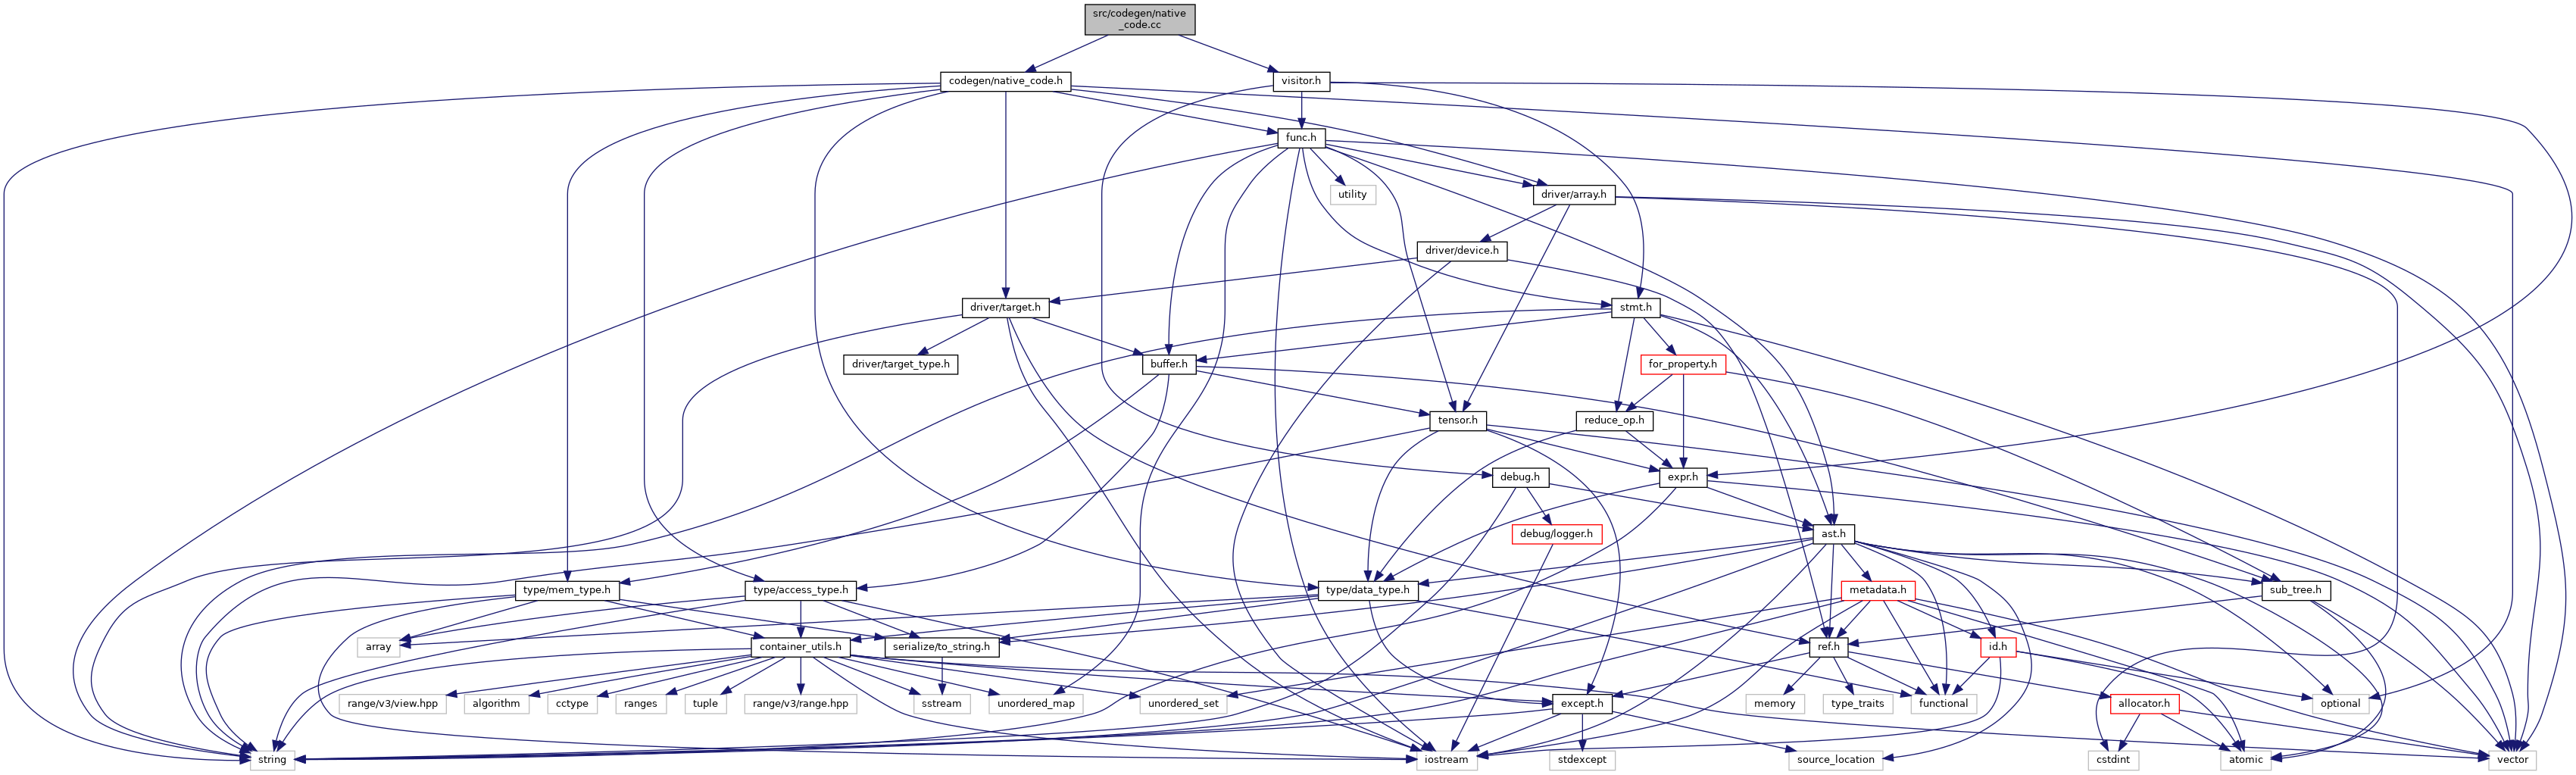 src/codegen/native
_code.cc
codegen/native_code.h
visitor.h
func.h
utility
driver/array.h
driver/device.h
driver/target.h
stmt.h
driver/target_type.h
buffer.h
for_property.h
tensor.h
reduce_op.h
debug.h
expr.h
debug/logger.h
ast.h
type/mem_type.h
type/access_type.h
type/data_type.h
metadata.h
sub_tree.h
array
container_utils.h
serialize/to_string.h
ref.h
id.h
range/v3/view.hpp
algorithm
cctype
ranges
tuple
range/v3/range.hpp
sstream
unordered_map
unordered_set
except.h
memory
type_traits
functional
allocator.h
optional
string
iostream
stdexcept
source_location
cstdint
atomic
vector